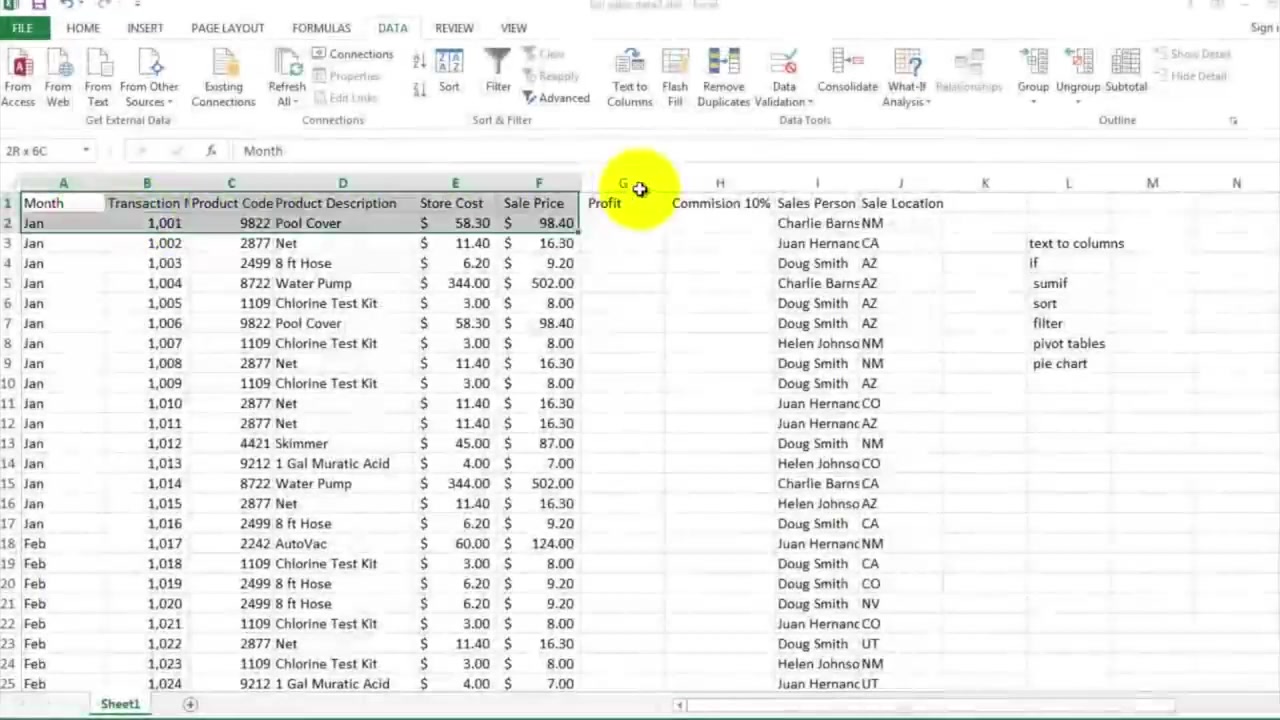 FILE HOME INSERT PAGE LAYOUT FORMULAS DATA REVIEW VIEW Sign i
Connections Clear Show Detail
Properties Reapply Hide Detail
Edit Links Advanced
From Access From Web From Text From Other Sources Existing Connections Refresh All Sort Filter Text to Columns Flash Fill Remove Duplicates Data Validation Consolidate What-If Analysis Relationships Group Ungroup Subtotal
Get External Data Connections Sort & Filter Data Tools Outline
2R x 6C fx Month
A B C D E F G H I J K L M N
1 Month Transaction N Product Code Product Description Store Cost Sale Price Profit Commision 10% Sales Person Sale Location
2 Jan 1,001 9822 Pool Cover $ 58.30 $ 98.40 Charlie Barns NM
3 Jan 1,002 2877 Net $ 11.40 $ 16.30 Juan Hernanc CA text to columns
4 Jan 1,003 2499 8 ft Hose $ 6.20 $ 9.20 Doug Smith AZ if
5 Jan 1,004 8722 Water Pump $ 344.00 $ 502.00 Charlie Barns AZ sumif
6 Jan 1,005 1109 Chlorine Test Kit $ 3.00 $ 8.00 Doug Smith AZ sort
7 Jan 1,006 9822 Pool Cover $ 58.30 $ 98.40 Doug Smith AZ filter
8 Jan 1,007 1109 Chlorine Test Kit $ 3.00 $ 8.00 Helen Johnso NM pivot tables
9 Jan 1,008 2877 Net $ 11.40 $ 16.30 Doug Smith NM pie chart
10 Jan 1,009 1109 Chlorine Test Kit $ 3.00 $ 8.00 Doug Smith AZ
11 Jan 1,010 2877 Net $ 11.40 $ 16.30 Juan Hernanc CO
12 Jan 1,011 2877 Net $ 11.40 $ 16.30 Juan Hernanc AZ
13 Jan 1,012 4421 Skimmer $ 45.00 $ 87.00 Doug Smith NM
14 Jan 1,013 9212 1 Gal Muratic Acid $ 4.00 $ 7.00 Helen Johnso CO
15 Jan 1,014 8722 Water Pump $ 344.00 $ 502.00 Charlie Barns CA
16 Jan 1,015 2877 Net $ 11.40 $ 16.30 Helen Johnso AZ
17 Jan 1,016 2499 8 ft Hose $ 6.20 $ 9.20 Doug Smith CA
18 Feb 1,017 2242 AutoVac $ 60.00 $ 124.00 Juan Hernanc NM
19 Feb 1,018 1109 Chlorine Test Kit $ 3.00 $ 8.00 Doug Smith CA
20 Feb 1,019 2499 8 ft Hose $ 6.20 $ 9.20 Doug Smith CO
21 Feb 1,020 2499 8 ft Hose $ 6.20 $ 9.20 Doug Smith NV
22 Feb 1,021 1109 Chlorine Test Kit $ 3.00 $ 8.00 Juan Hernanc CO
23 Feb 1,022 2877 Net $ 11.40 $ 16.30 Doug Smith UT
24 Feb 1,023 1109 Chlorine Test Kit $ 3.00 $ 8.00 Helen Johnso NM
25 Feb 1,024 9212 1 Gal Muratic Acid $ 4.00 $ 7.00 Juan Hernanc UT
Sheet1